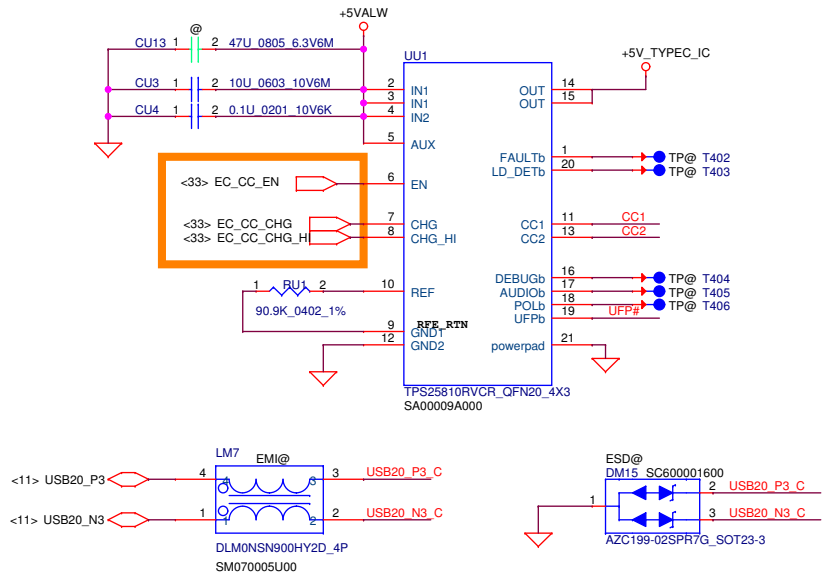 +5VALW
@
CU13 1 2 47U_0805_6.3V6M
UU1
+5V_TYPEC_IC
CU3 1 2 10U_0603_10V6M
2 IN1
OUT 14
3 IN1
OUT 15
CU4 1 2 0.1U_0201_10V6K
4 IN2
5 AUX
FAULTb 1 TP@ T402
LD_DETb 20 TP@ T403
<33> EC_CC_EN 6 EN
<33> EC_CC_CHG 7 CHG
CC1 11 CC1
<33> EC_CC_CHG_HI 8 CHG_HI
CC2 13 CC2
DEBUGb 16 TP@ T404
1 RU1 2 10 REF
AUDIOb 17 TP@ T405
POLb 18 TP@ T406
90.9K_0402_1%
UFPb 19 UFP#
RFE_RTN
9 GND1
12 GND2
powerpad 21
TPS25810RVCR_QFN20_4X3
SA00009A000
LM7
EMI@
<11> USB20_P3 4 4 3 3 USB20_P3_C
<11> USB20_N3 1 1 2 2 USB20_N3_C
DLM0NSN900HY2D_4P
SM070005U00
ESD@
DM15 SC600001600
2 USB20_P3_C
1
3 USB20_N3_C
AZC199-02SPR7G_SOT23-3